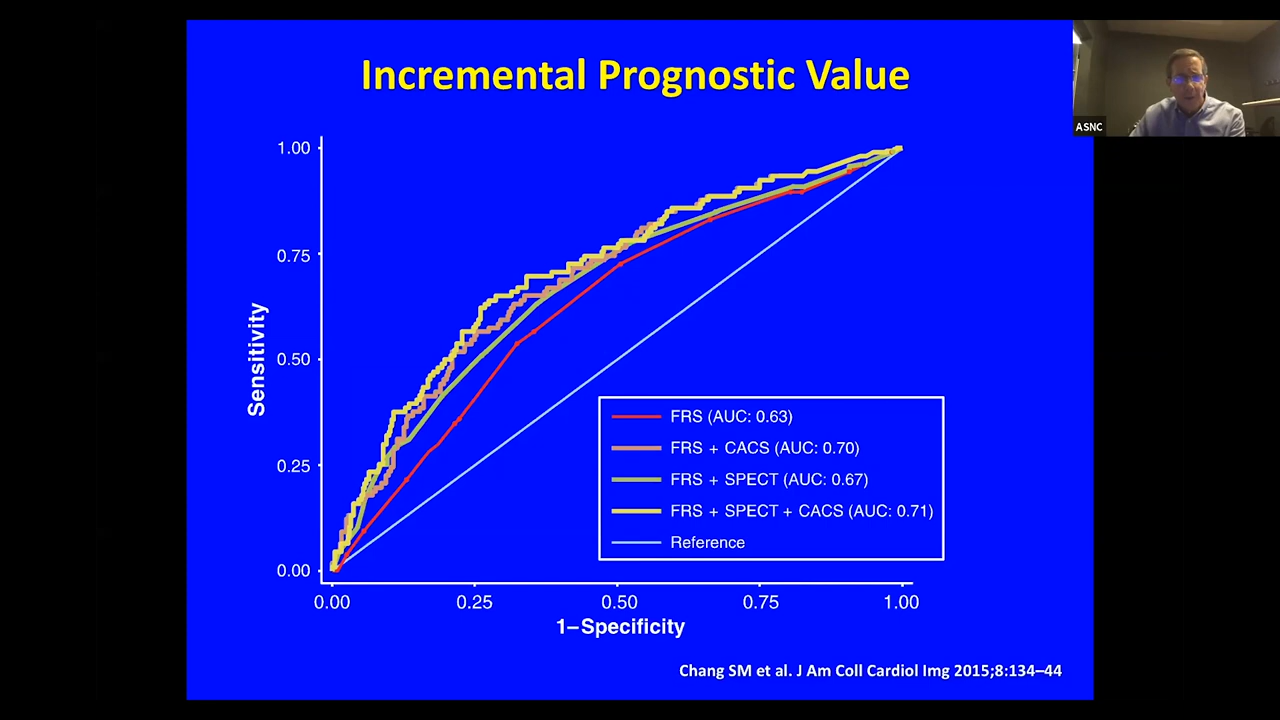 Incremental Prognostic Value
ASNC
1.00
0.75
0.50
0.25
0.00
Sensitivity
FRS (AUC: 0.63)
FRS + CACS (AUC: 0.70)
FRS + SPECT (AUC: 0.67)
FRS + SPECT + CACS (AUC: 0.71)
Reference
0.00 0.25 0.50 0.75 1.00
1–Specificity
Chang SM et al. J Am Coll Cardiol Img 2015;8:134–44